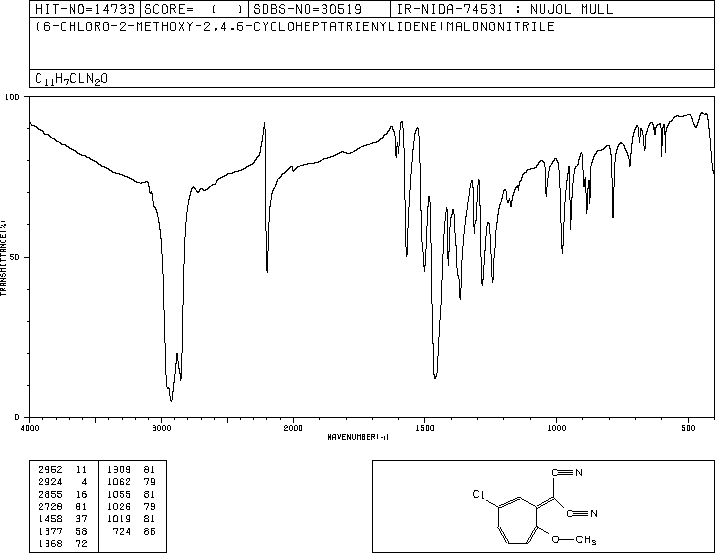 HIT-NO=14733 SCORE= ( ) SDBS-NO=30519 IR-NIDA-74531 : NUJOL MULL
(6-CHLORO-2-METHOXY-2,4,6-CYCLOHEPTATRIENYLIDENE)MALONONITRILE
C11H7CLN2O
100
50
0
TRANSMITTANCE(%)
4000 3000 2000 1500 1000 500
WAVENUMBER(-1)
2962 11 1309 81
2924 4 1062 79
2855 16 1055 81
2728 81 1026 79
1458 37 1019 81
1377 58 724 86
1368 72
C≡N
Cl
C≡N
O—CH3